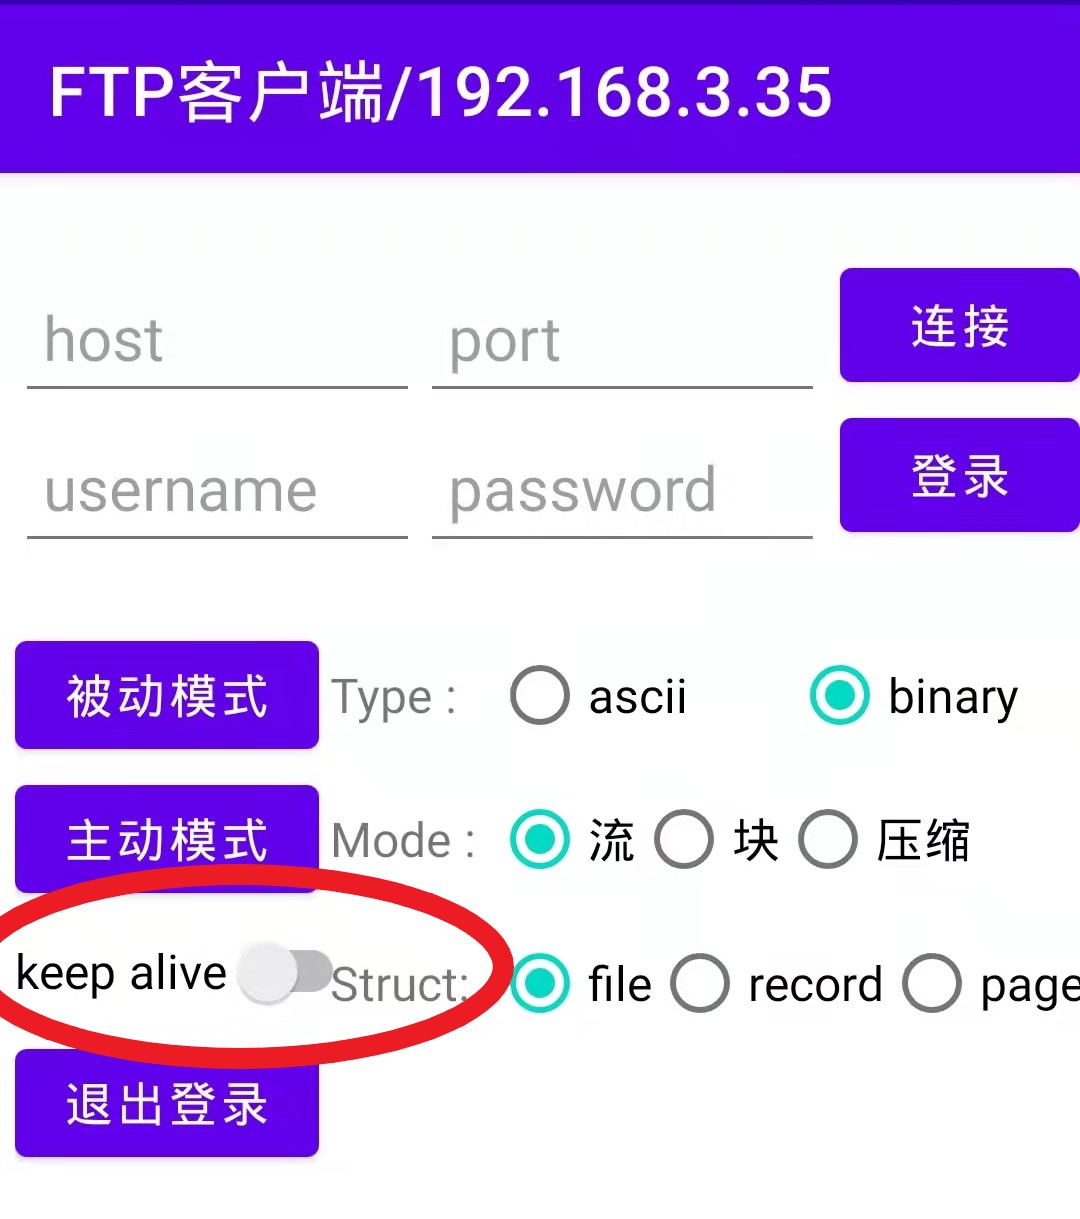 FTP客户端/192.168.3.35
host port 连接
username password 登录
被动模式 Type : ascii binary
主动模式 Mode : 流 块 压缩
keep alive Struct: file record page
退出登录